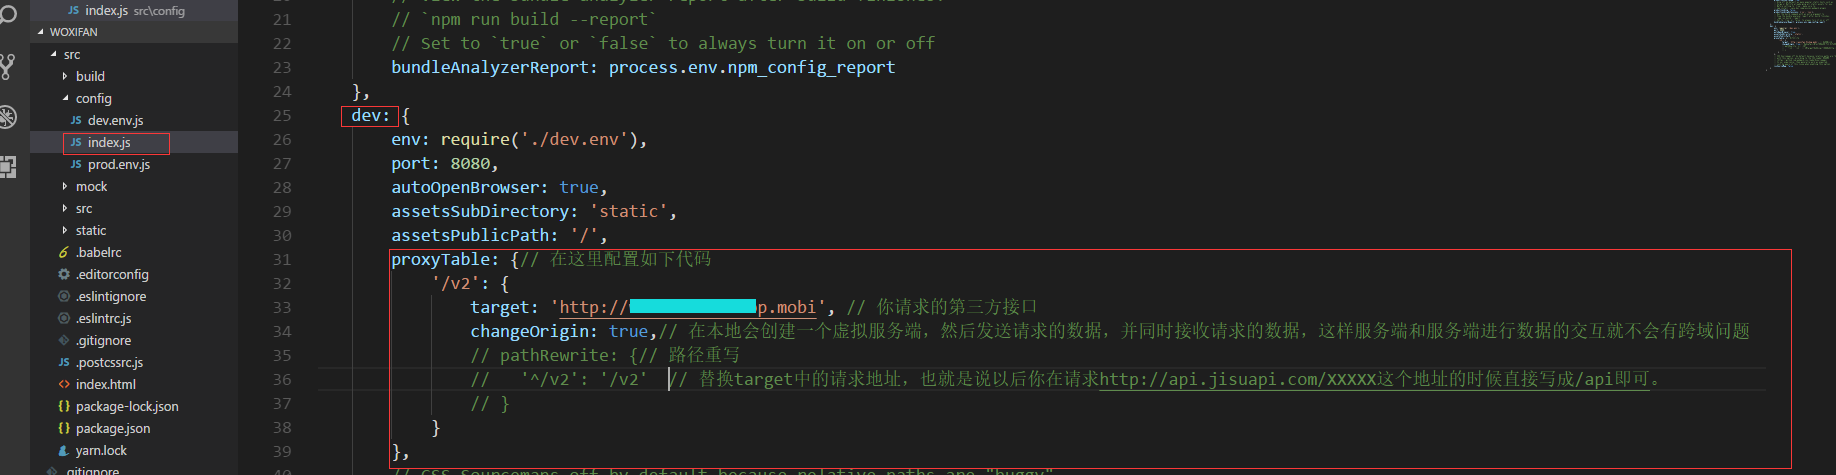 index.js src\config
WOXIFAN
src
build
config
JS dev.env.js
JS index.js
JS prod.env.js
mock
src
static
.babelrc
.editorconfig
.eslintignore
.eslintrc.js
.gitignore
JS .postcssrc.js
<> index.html
{} package-lock.json
{} package.json
yarn.lock
.gitignore
21 // `npm run build --report`
22 // Set to `true` or `false` to always turn it on or off
23 bundleAnalyzerReport: process.env.npm_config_report
24 },
25 dev: {
26 env: require('./dev.env'),
27 port: 8080,
28 autoOpenBrowser: true,
29 assetsSubDirectory: 'static',
30 assetsPublicPath: '/',
31 proxyTable: {// 在这里配置如下代码
32 '/v2': {
33 target: 'http://p.mobi', // 你请求的第三方接口
34 changeOrigin: true,// 在本地会创建一个虚拟服务端，然后发送请求的数据，并同时接收请求的数据，这样服务端和服务端进行数据的交互就不会有跨域问题
35 // pathRewrite: {// 路径重写
36 // '^/v2': '/v2' // 替换target中的请求地址，也就是说以后你在请求http://api.jisuapi.com/XXXXX这个地址的时候直接写成/api即可。
37 // }
38 }
39 },
// CSS Sourcemaps off by default because relative paths are "buggy"